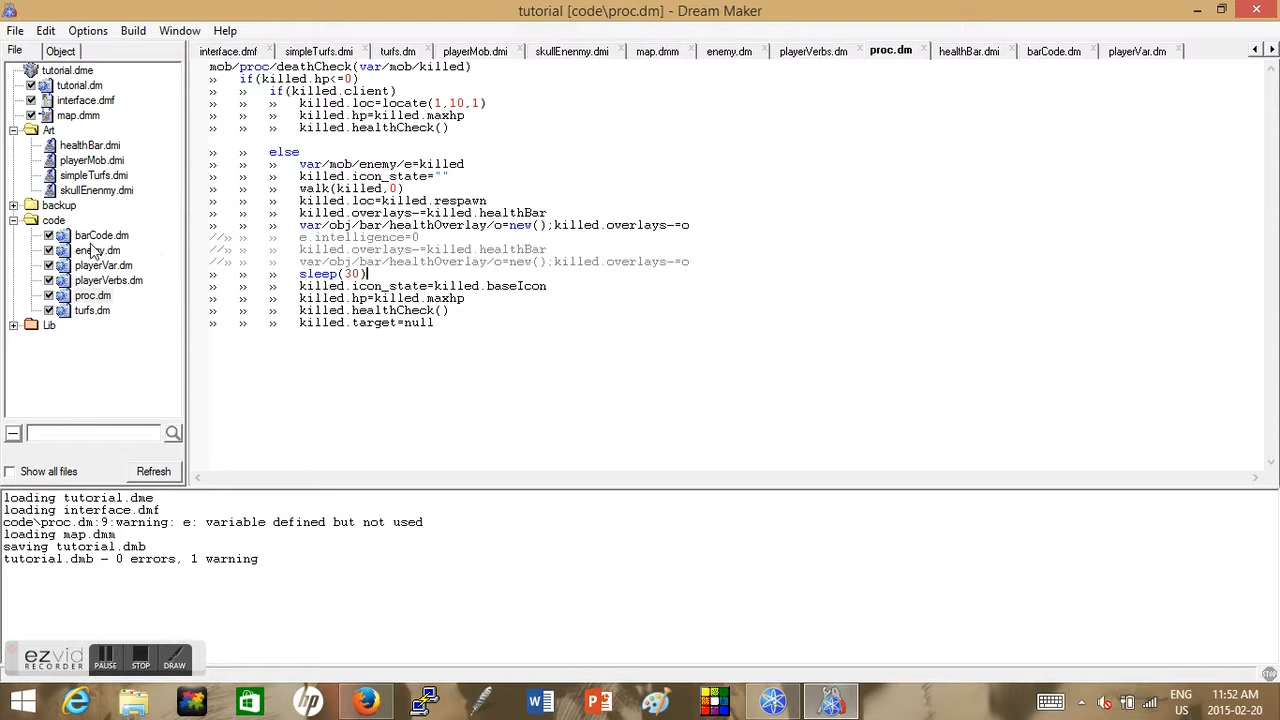 tutorial [code\proc.dm] - Dream Maker
File Edit Options Build Window Help
File Object
interface.dmf simpleTurfs.dmi turfs.dm playerMob.dmi skullEnenmy.dmi map.dmm enemy.dm playerVerbs.dm proc.dm healthBar.dmi barCode.dm playerVar.dm
tutorial.dme
tutorial.dm
interface.dmf
map.dmm
Art
healthBar.dmi
playerMob.dmi
simpleTurfs.dmi
skullEnenmy.dmi
backup
code
barCode.dm
enemy.dm
playerVar.dm
playerVerbs.dm
proc.dm
turfs.dm
Lib
Show all files Refresh
mob/proc/deathCheck(var/mob/killed)
» if(killed.hp<=0)
» » if(killed.client)
» » » killed.loc=locate(1,10,1)
» » » killed.hp=killed.maxhp
» » » killed.healthCheck()
» » else
» » » var/mob/enemy/e=killed
» » » killed.icon_state=""
» » » walk(killed,0)
» » » killed.loc=killed.respawn
» » » killed.overlays-=killed.healthBar
» » » var/obj/bar/healthOverlay/o=new();killed.overlays-=o
//» » » e.intelligence=0
//» » » killed.overlays-=killed.healthBar
//» » » var/obj/bar/healthOverlay/o=new();killed.overlays-=o
» » » sleep(30)
» » » killed.icon_state=killed.baseIcon
» » » killed.hp=killed.maxhp
» » » killed.healthCheck()
» » » killed.target=null
loading tutorial.dme
loading interface.dmf
code\proc.dm:9:warning: e: variable defined but not used
loading map.dmm
saving tutorial.dmb
tutorial.dmb - 0 errors, 1 warning
ezvid
RECORDER
PAUSE STOP DRAW
ENG
US
11:52 AM
2015-02-20